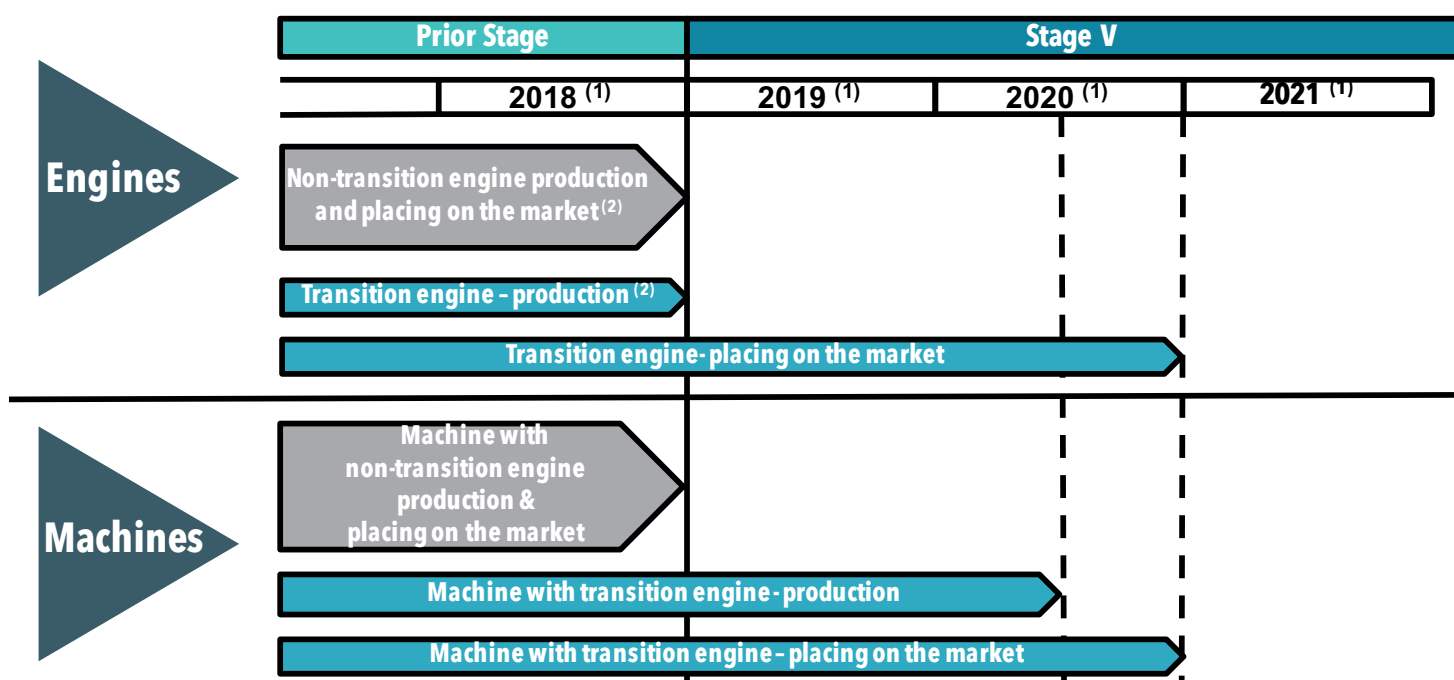 Prior Stage
Stage V
2018 (1)
2019 (1)
2020 (1)
2021 (1)
Engines
Non-transition engine production
and placing on the market (2)
Transition engine – production (2)
Transition engine- placing on the market
Machines
Machine with
non-transition engine
production &
placing on the market
Machine with transition engine - production
Machine with transition engine – placing on the market